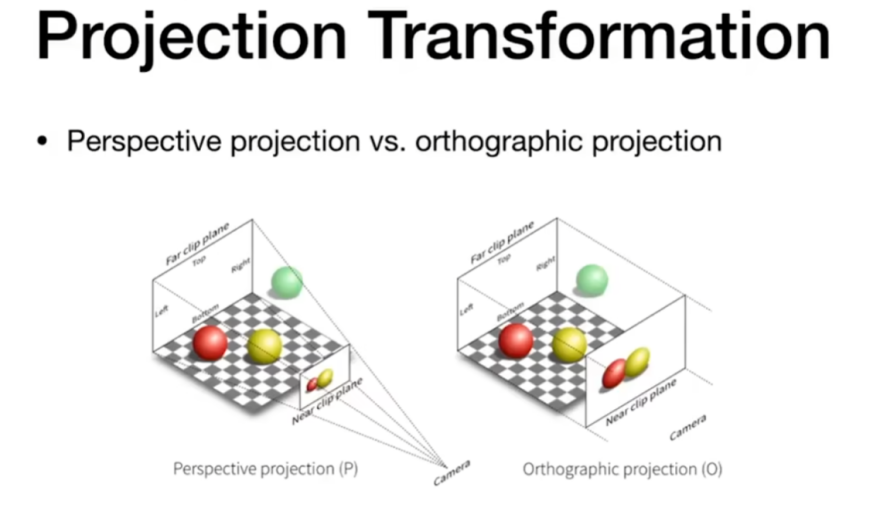 Projection Transformation
• Perspective projection vs. orthographic projection
Far clip plane
Top
Right
Left
Bottom
Near clip plane
Camera
Perspective projection (P)
Far clip plane
Top
Right
Left
Bottom
Near clip plane
Camera
Orthographic projection (O)